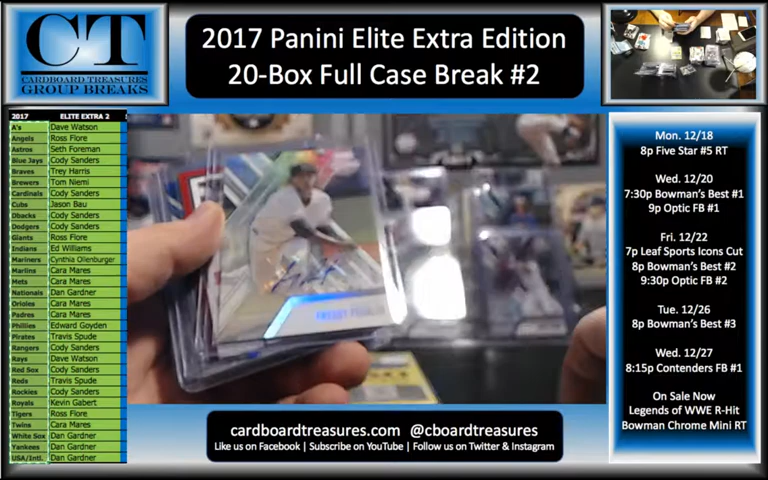 CT
CARDBOARD TREASURES
GROUP BREAKS
2017 Panini Elite Extra Edition
20-Box Full Case Break #2
2017 ELITE EXTRA 2
A's Dave Watson
Angels Ross Flore
Astros Seth Foreman
Blue Jays Cody Sanders
Braves Trey Harris
Brewers Tom Niemi
Cardinals Cody Sanders
Cubs Jason Bau
Dbacks Cody Sanders
Dodgers Cody Sanders
Giants Ross Flore
Indians Ed Williams
Mariners Cynthia Ollenburger
Marlins Cara Mares
Mets Cara Mares
Nationals Dan Gardner
Orioles Cara Mares
Padres Cara Mares
Phillies Edward Goyden
Pirates Travis Spude
Rangers Cody Sanders
Rays Dave Watson
Red Sox Cody Sanders
Reds Travis Spude
Rockies Cody Sanders
Royals Kevin Gabert
Tigers Ross Flore
Twins Cara Mares
White Sox Dan Gardner
Yankees Dan Gardner
USA/Intl. Dan Gardner
Mon. 12/18
8p Five Star #5 RT
Wed. 12/20
7:30p Bowman's Best #1
9p Optic FB #1
Fri. 12/22
7p Leaf Sports Icons Cut
8p Bowman's Best #2
9:30p Optic FB #2
Tue. 12/26
8p Bowman's Best #3
Wed. 12/27
8:15p Contenders FB #1
On Sale Now
Legends of WWE R-Hit
Bowman Chrome Mini RT
cardboardtreasures.com @cboardtreasures
Like us on Facebook | Subscribe on YouTube | Follow us on Twitter & Instagram